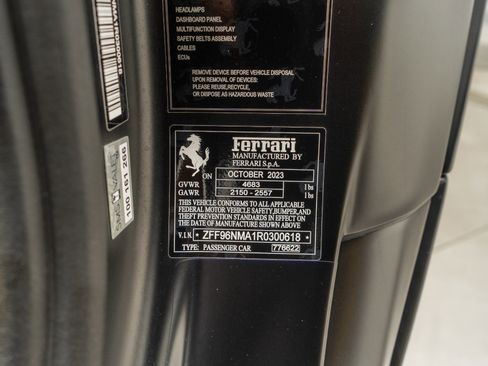 HEADLAMPS
DASHBOARD PANEL
MULTIFUNCTION DISPLAY
SAFETY BELTS ASSEMBLY
CABLES
ECUs
REMOVE DEVICE BEFORE VEHICLE DISPOSAL
UPON REMOVAL OF DEVICES:
PLEASE REUSE,RECYCLE,
OR DISPOSE AS HAZARDOUS WASTE
Ferrari
MANUFACTURED BY
FERRARI S.p.A.
ON OCTOBER 2023
GVWR 4683 lbs
GAWR 2150 - 2557 lbs
THIS VEHICLE CONFORMS TO ALL APPLICABLE
FEDERAL MOTOR VEHICLE SAFETY,BUMPER,AND
THEFT PREVENTION STANDARDS IN EFFECT ON
THE DATE OF MANUFACTURE SHOWN ABOVE
V.I.N. * ZFF96NMA1R0300618 *
TYPE: PASSENGER CAR 776622
100 161 266